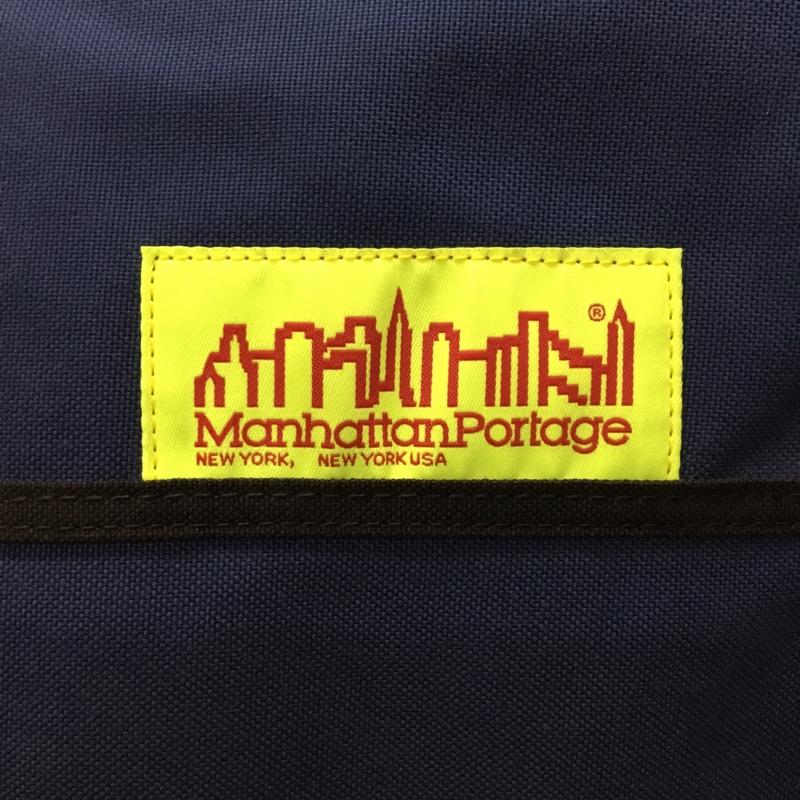 ®
ManhattanPortage
NEW YORK, NEW YORK USA